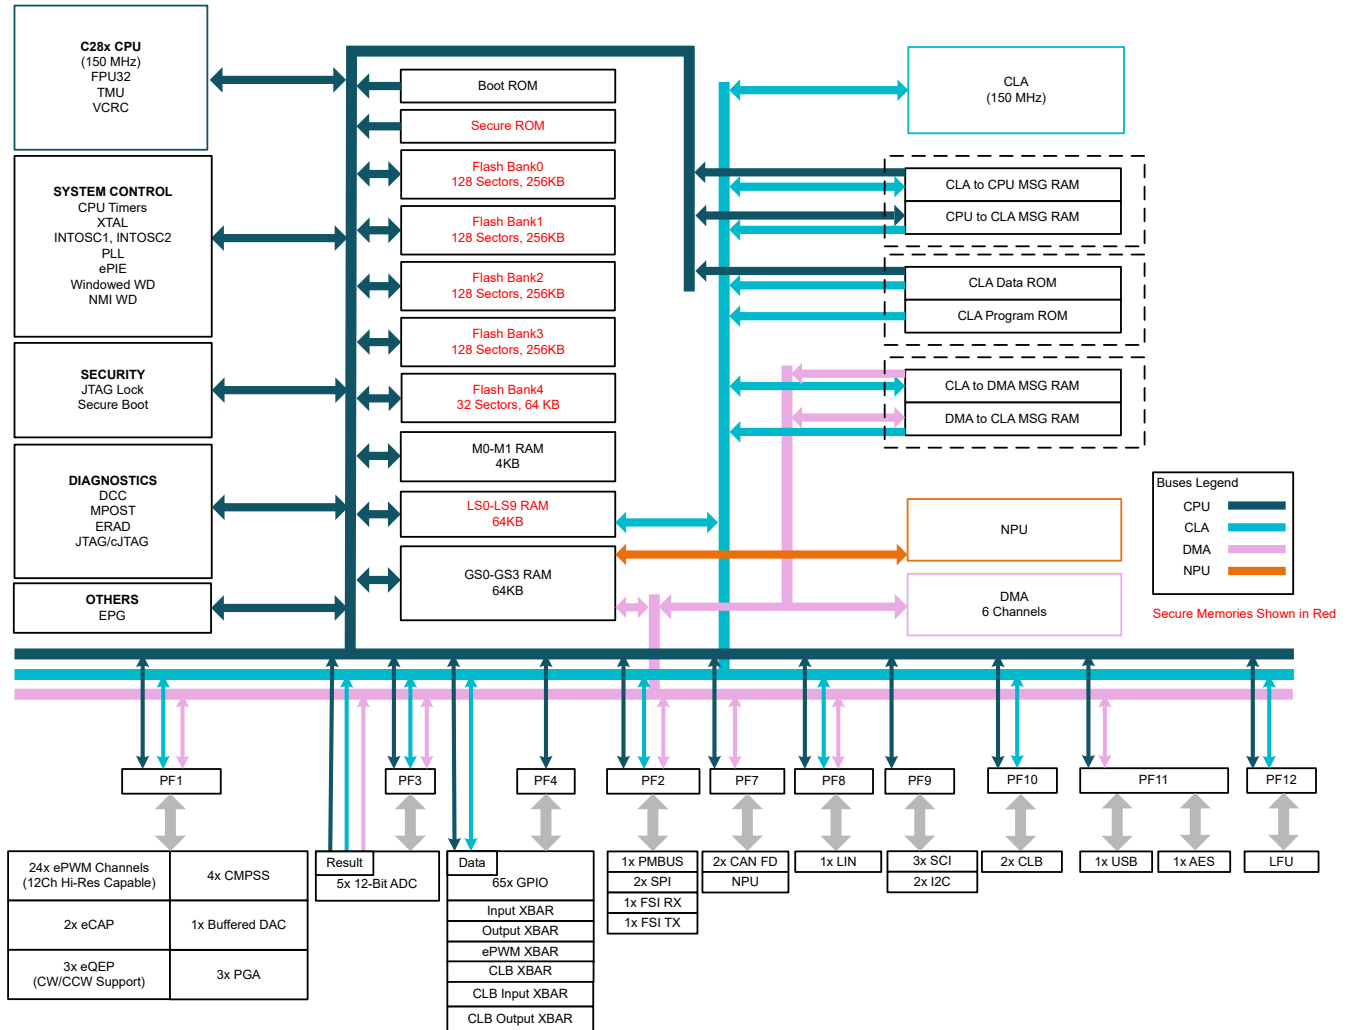 C28x CPU
(150 MHz)
FPU32
TMU
VCRC
SYSTEM CONTROL
CPU Timers
XTAL
INTOSC1, INTOSC2
PLL
ePIE
Windowed WD
NMI WD
SECURITY
JTAG Lock
Secure Boot
DIAGNOSTICS
DCC
MPOST
ERAD
JTAG/cJTAG
OTHERS
EPG
Boot ROM
Secure ROM
Flash Bank0
128 Sectors, 256KB
Flash Bank1
128 Sectors, 256KB
Flash Bank2
128 Sectors, 256KB
Flash Bank3
128 Sectors, 256KB
Flash Bank4
32 Sectors, 64 KB
M0-M1 RAM
4KB
LS0-LS9 RAM
64KB
GS0-GS3 RAM
64KB
CLA
(150 MHz)
CLA to CPU MSG RAM
CPU to CLA MSG RAM
CLA Data ROM
CLA Program ROM
CLA to DMA MSG RAM
DMA to CLA MSG RAM
NPU
DMA
6 Channels
Buses Legend
CPU
CLA
DMA
NPU
Secure Memories Shown in Red
PF1
PF3
PF4
PF2
PF7
PF8
PF9
PF10
PF11
PF12
24x ePWM Channels
(12Ch Hi-Res Capable)
4x CMPSS
2x eCAP
1x Buffered DAC
3x eQEP
(CW/CCW Support)
3x PGA
Result
5x 12-Bit ADC
Data
65x GPIO
Input XBAR
Output XBAR
ePWM XBAR
CLB XBAR
CLB Input XBAR
CLB Output XBAR
1x PMBUS
2x SPI
1x FSI RX
1x FSI TX
2x CAN FD
NPU
1x LIN
3x SCI
2x I2C
2x CLB
1x USB
1x AES
LFU